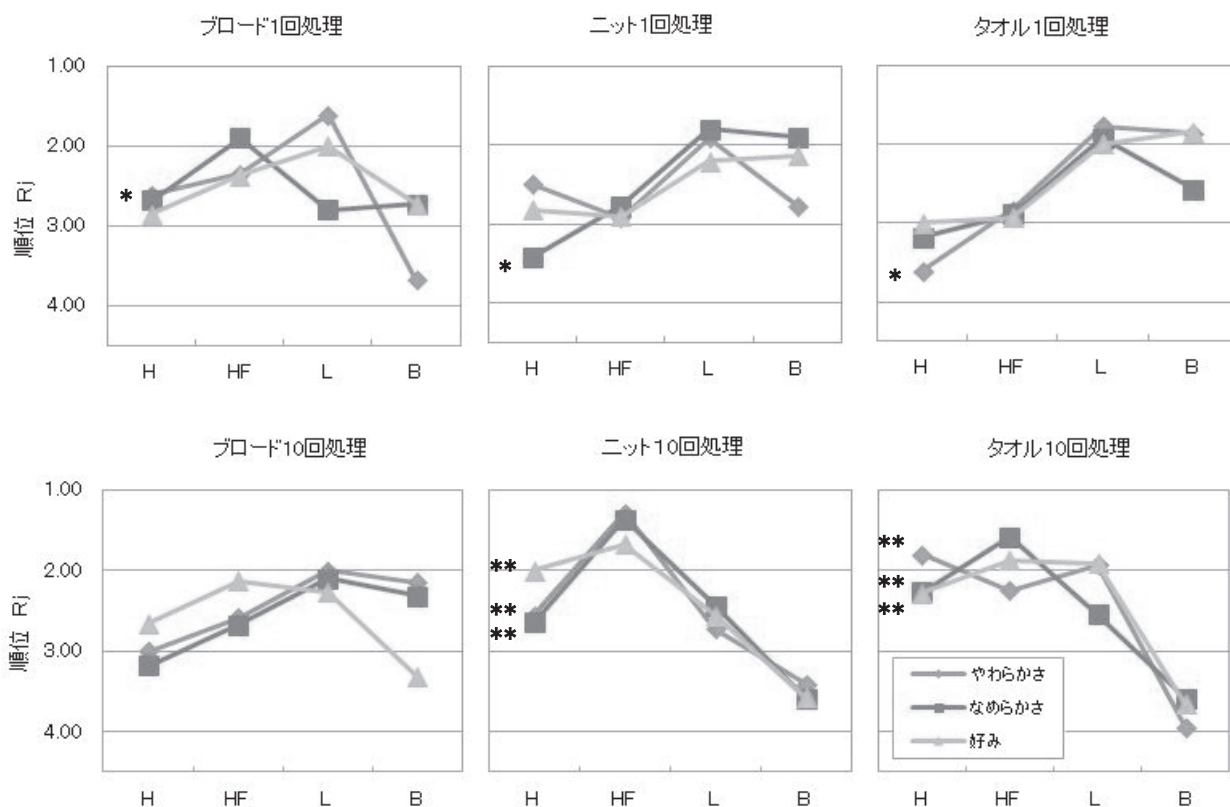 ブロード1回処理
ニット1回処理
タオル1回処理
順位 Rj
1.00
2.00
3.00
4.00
*
*
*
H HF L B
H HF L B
H HF L B
ブロード10回処理
ニット10回処理
タオル10回処理
順位 Rj
1.00
2.00
3.00
4.00
**
**
**
**
**
**
やわらかさ
なめらかさ
好み
H HF L B
H HF L B
H HF L B